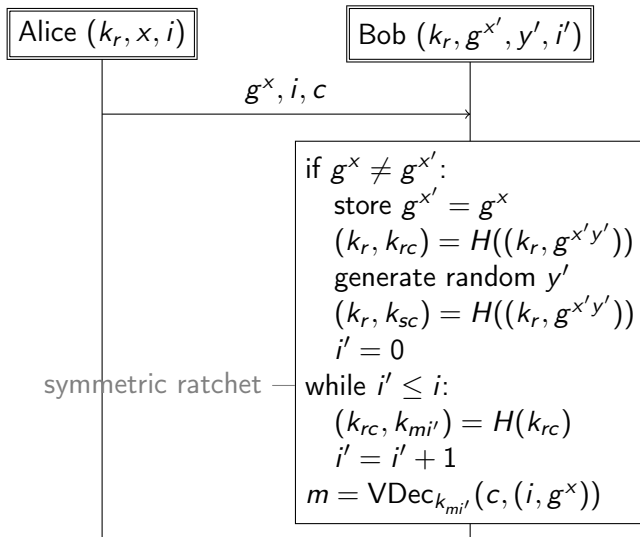 Alice (k_r, x, i)
Bob (k_r, g^{x'}, y', i')
g^x, i, c
if g^x ≠ g^{x'}:
store g^{x'} = g^x
(k_r, k_{rc}) = H((k_r, g^{x'y'}))
generate random y'
(k_r, k_{sc}) = H((k_r, g^{x'y'}))
i' = 0
symmetric ratchet
while i' ≤ i:
(k_{rc}, k_{mi'}) = H(k_{rc})
i' = i' + 1
m = VDec_{k_{mi'}}(c, (i, g^x))